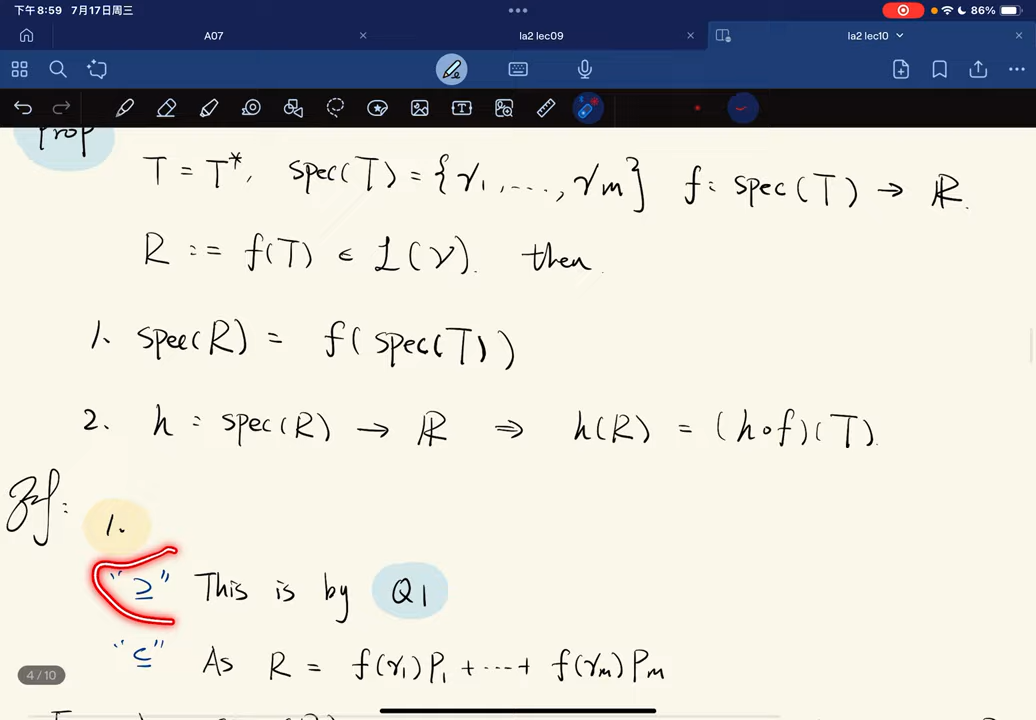 下午8:59 7月17日周三
86%
A07
la2 lec09
la2 lec10
Prop
T = T*, spec(T) = {γ₁, ..., γm} f: spec(T) → ℝ.
R := f(T) ∈ L(V). then
1. spec(R) = f(spec(T))
2. h : spec(R) → ℝ ⇒ h(R) = (h∘f)(T).
Pf:
1.
"⊇" This is by Q1
"⊆" As R = f(γ₁)P₁ + ⋯ + f(γm)Pm
4 / 10